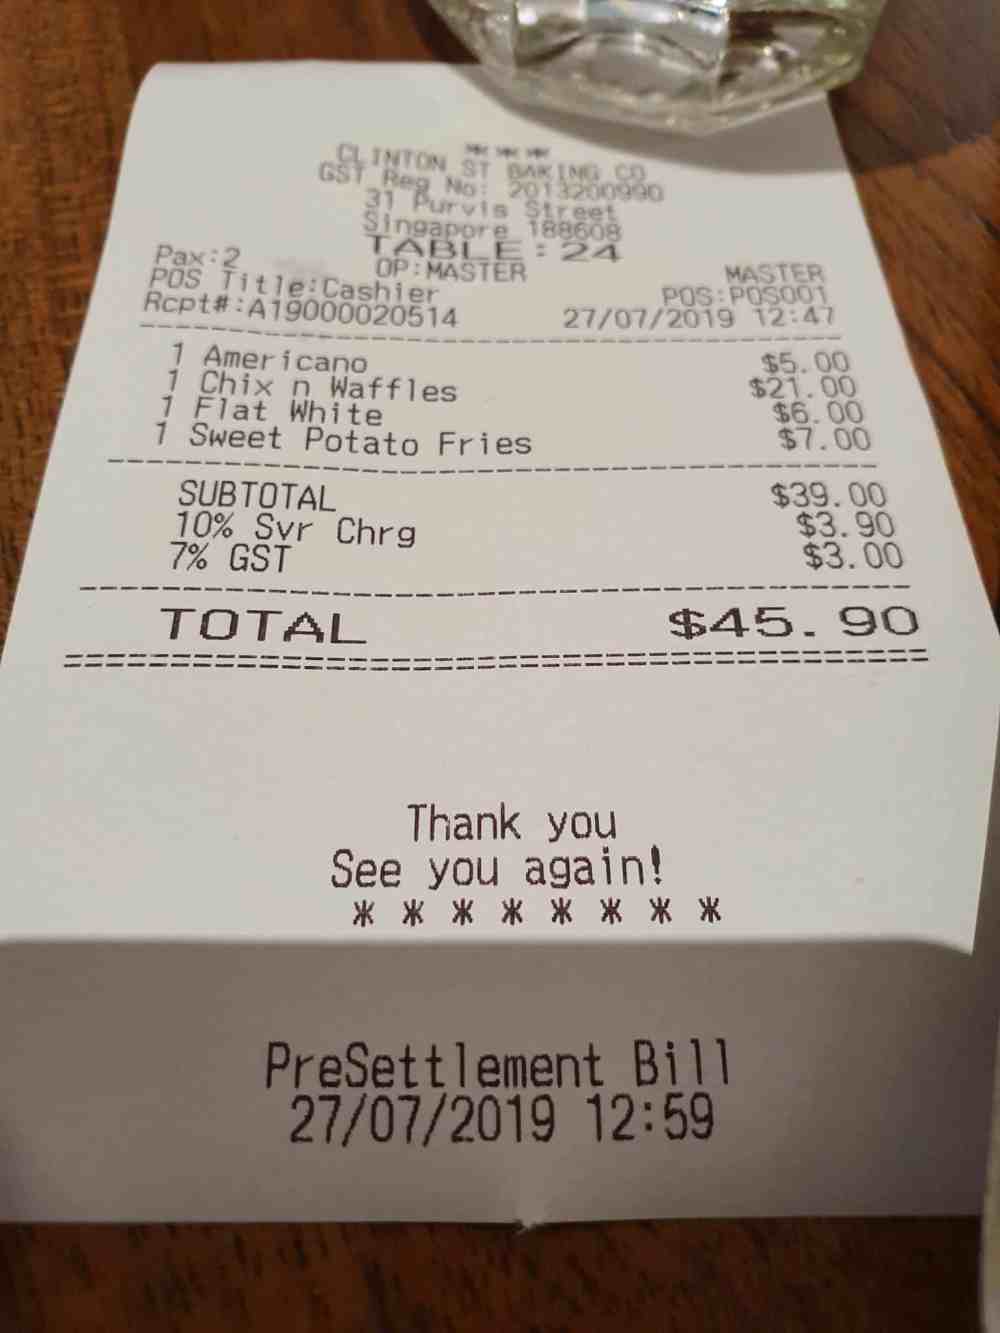 * * *
CLINTON ST BAKING CO
GST Reg No: 2013200990
31 Purvis Street
Singapore 188608
TABLE:24
Pax:2 OP:MASTER MASTER
POS Title:Cashier POS:POS001
Rcpt#:A19000020514 27/07/2019 12:47
1 Americano $5.00
1 Chix n Waffles $21.00
1 Flat White $6.00
1 Sweet Potato Fries $7.00
SUBTOTAL $39.00
10% Svr Chrg $3.90
7% GST $3.00
TOTAL $45.90
Thank you
See you again!
* * * * * * * *
PreSettlement Bill
27/07/2019 12:59